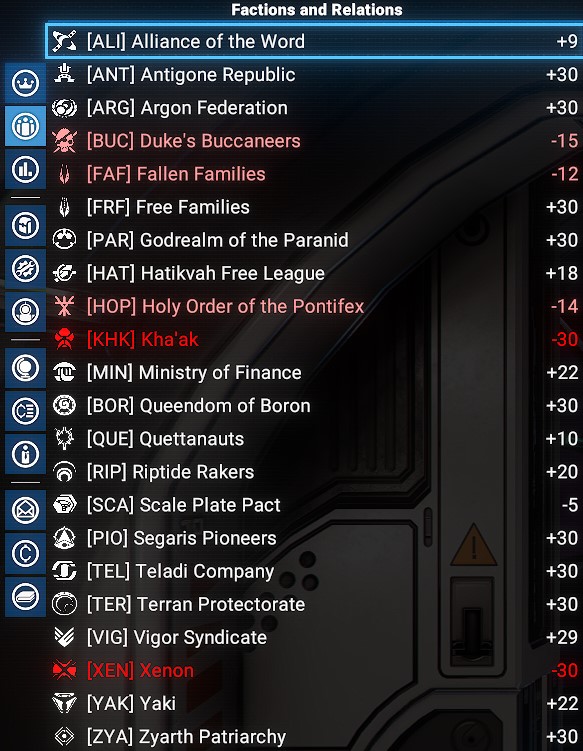 Factions and Relations
[ALI] Alliance of the Word +9
[ANT] Antigone Republic +30
[ARG] Argon Federation +30
[BUC] Duke's Buccaneers -15
[FAF] Fallen Families -12
[FRF] Free Families +30
[PAR] Godrealm of the Paranid +30
[HAT] Hatikvah Free League +18
[HOP] Holy Order of the Pontifex -14
[KHK] Kha'ak -30
[MIN] Ministry of Finance +22
[BOR] Queendom of Boron +30
[QUE] Quettanauts +10
[RIP] Riptide Rakers +20
[SCA] Scale Plate Pact -5
[PIO] Segaris Pioneers +30
[TEL] Teladi Company +30
[TER] Terran Protectorate +30
[VIG] Vigor Syndicate +29
[XEN] Xenon -30
[YAK] Yaki +22
[ZYA] Zyarth Patriarchy +30